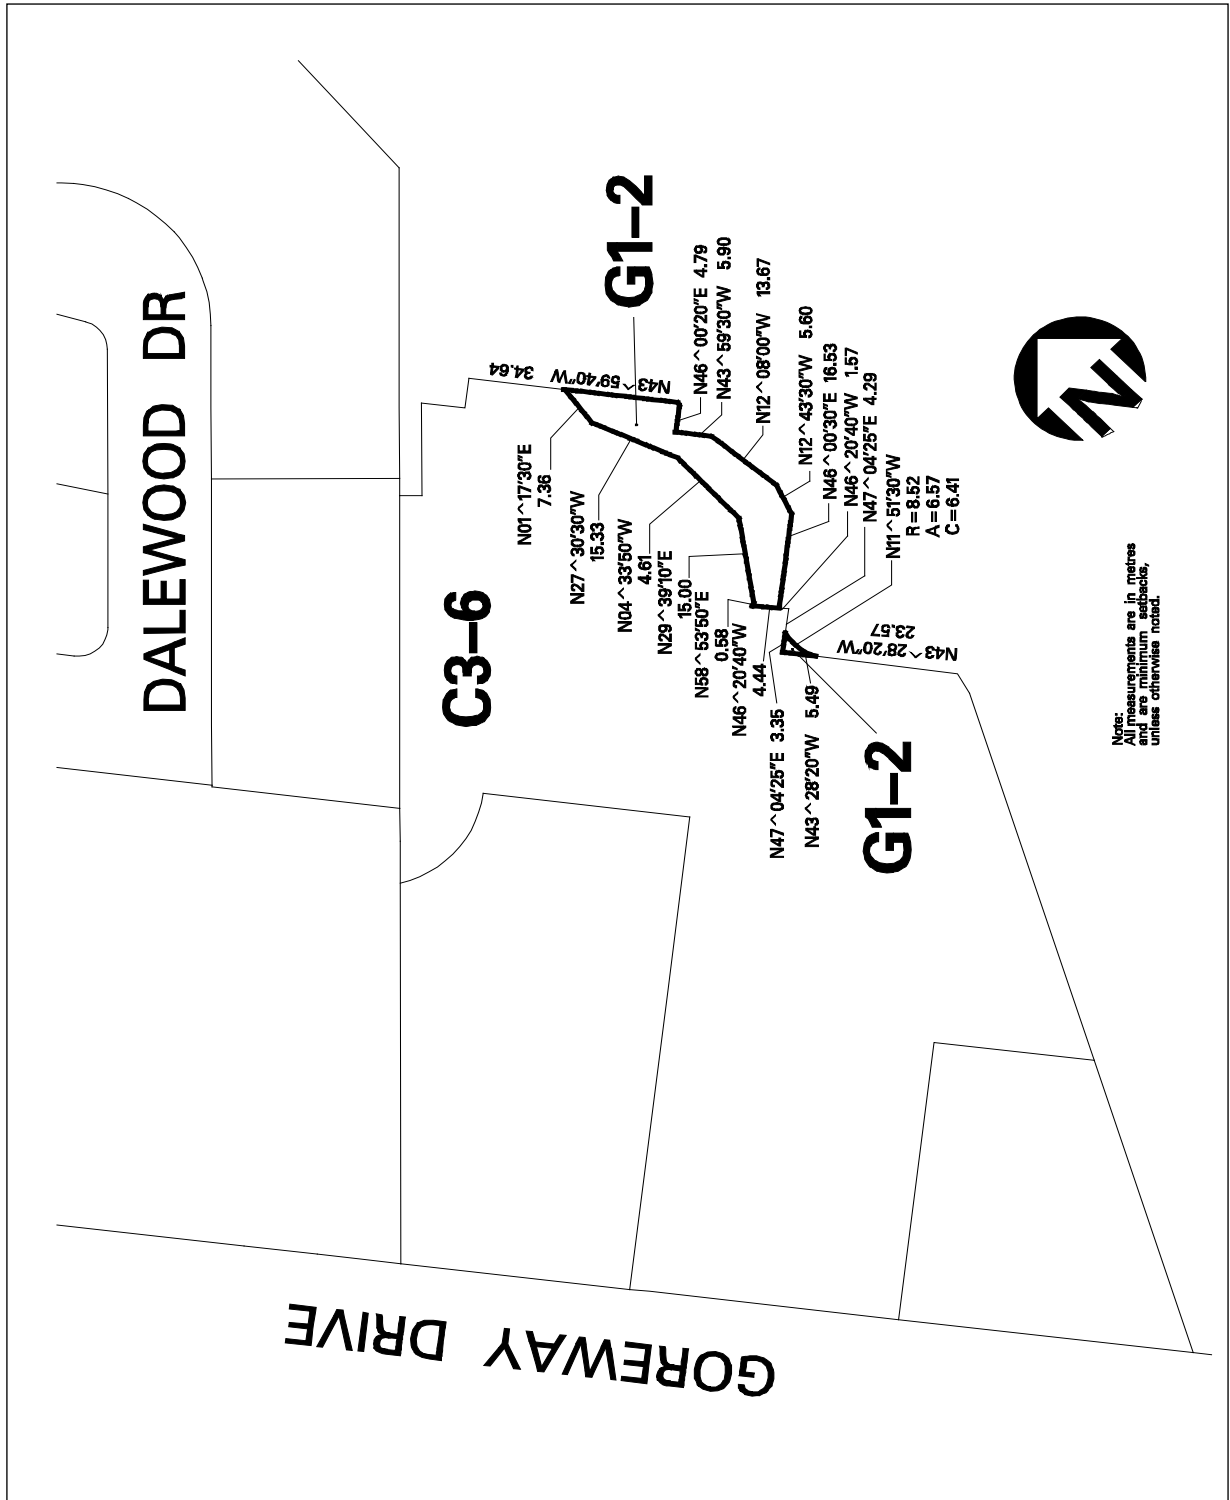 DALEWOOD DR
C3–6
G1–2
34.64
N43^59'40"W
N01^17'30"E
7.36
N27^30'30"W
15.33
N04^33'50"W
4.61
N29^39'10"E
15.00
N58^53'50"E
0.58
N46^20'40"W
4.44
N47^04'25"E 3.35
N43^28'20"W 5.49
G1–2
N46^00'20"E 4.79
N43^59'30"W 5.90
N12^08'00"W 13.67
N12^43'30"W 5.60
N46^00'30"E 16.53
N46^20'40"W 1.57
N47^04'25"E 4.29
N11^51'30"W
R=8.52
A=6.57
C=6.41
N43^28'20"W
23.57
GOREWAY DRIVE
N
Note:
All measurements are in metres
and are minimum setbacks,
unless otherwise noted.